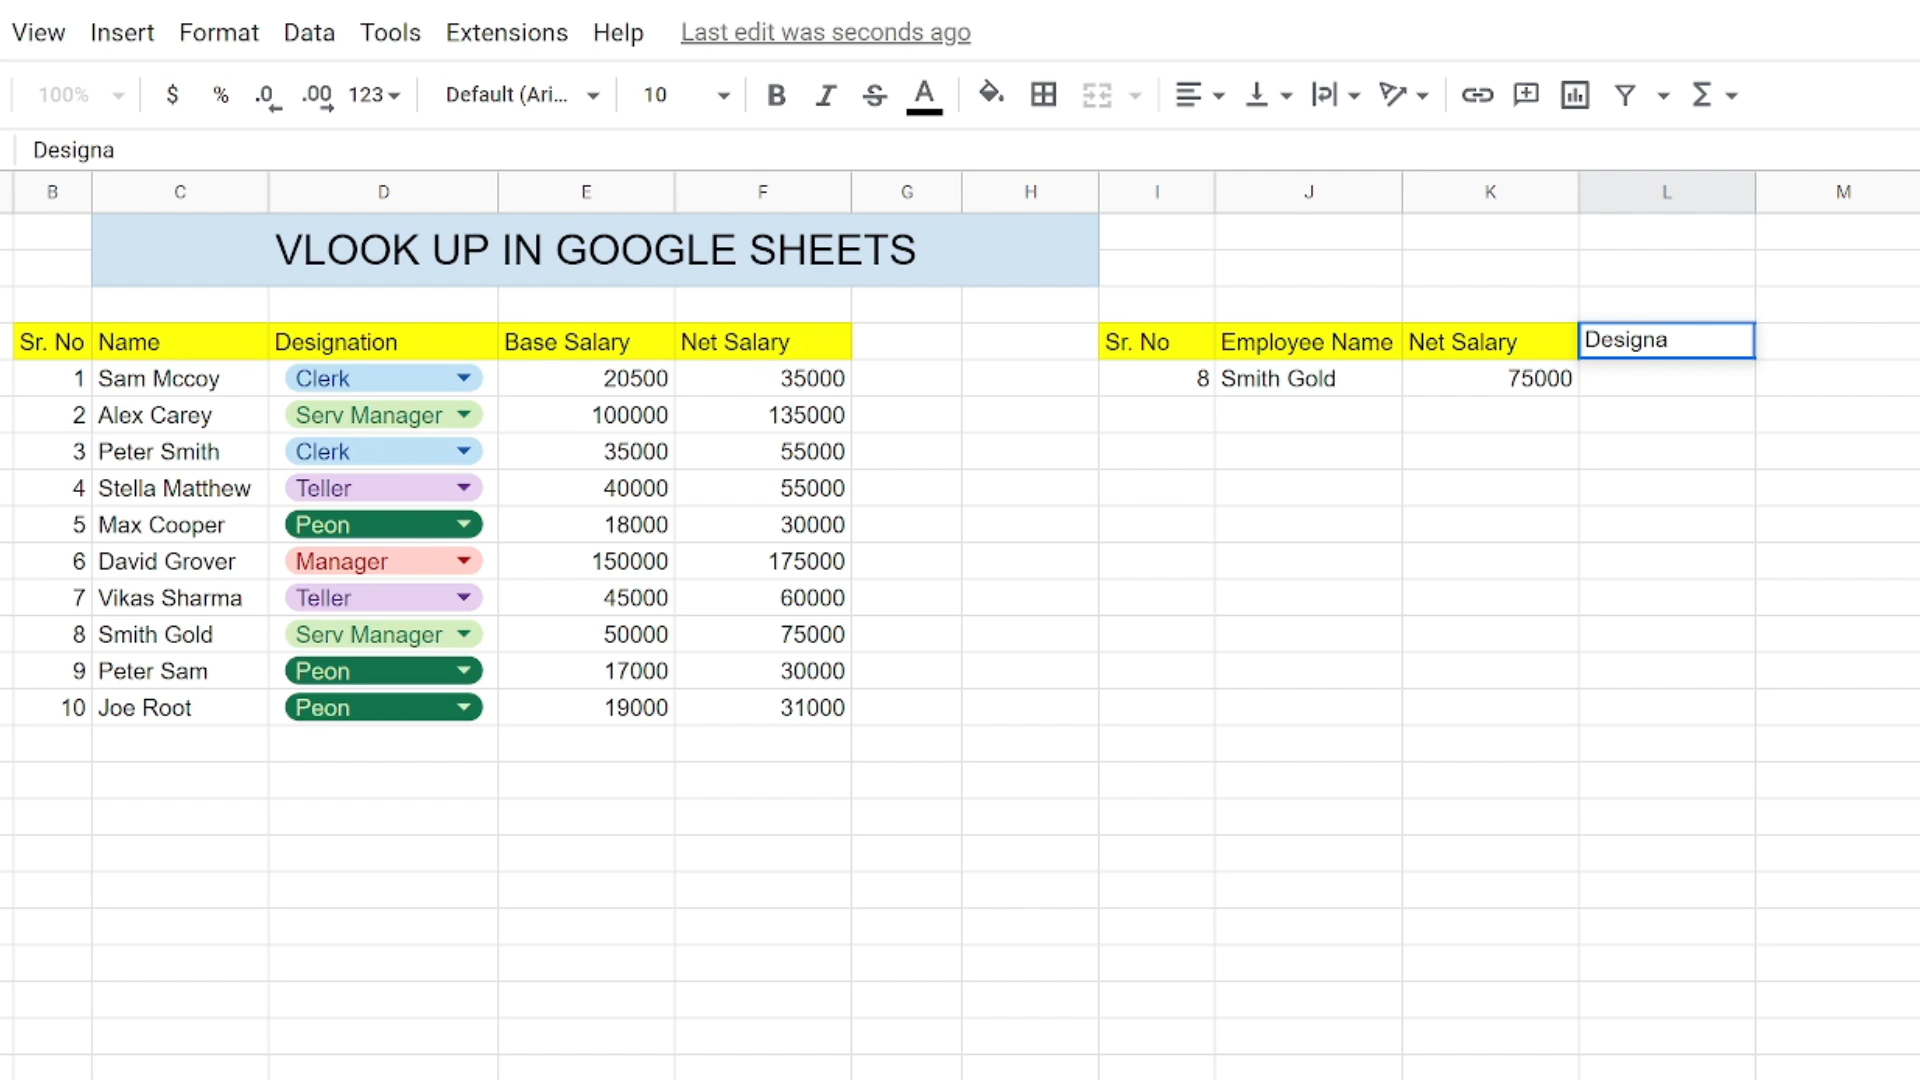 View Insert Format Data Tools Extensions Help Last edit was seconds ago
100% $ % .0 .00 123 Default (Ari... 10 B I S A
Designa
B C D E F G H I J K L M
VLOOK UP IN GOOGLE SHEETS
Sr. No Name Designation Base Salary Net Salary Sr. No Employee Name Net Salary Designa
1 Sam Mccoy Clerk 20500 35000 8 Smith Gold 75000
2 Alex Carey Serv Manager 100000 135000
3 Peter Smith Clerk 35000 55000
4 Stella Matthew Teller 40000 55000
5 Max Cooper Peon 18000 30000
6 David Grover Manager 150000 175000
7 Vikas Sharma Teller 45000 60000
8 Smith Gold Serv Manager 50000 75000
9 Peter Sam Peon 17000 30000
10 Joe Root Peon 19000 31000